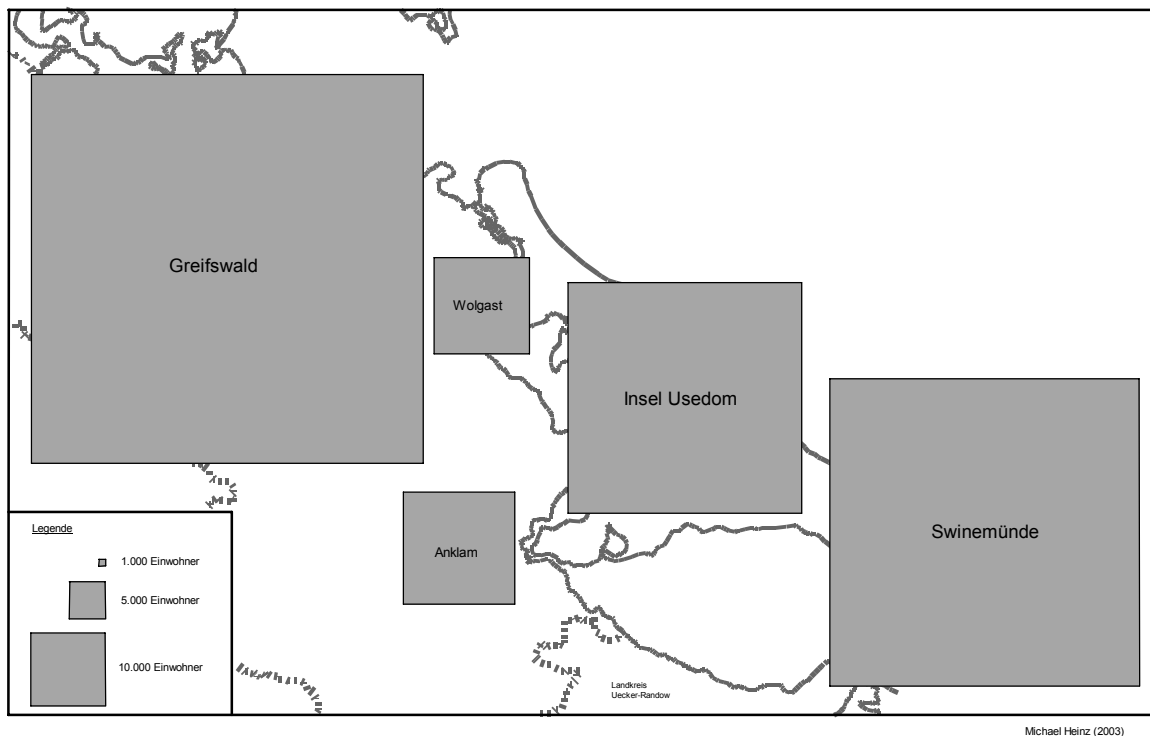 Greifswald
Wolgast
Insel Usedom
Swinemünde
Anklam
Legende
1.000 Einwohner
5.000 Einwohner
10.000 Einwohner
Landkreis
Uecker-Randow
Michael Heinz (2003)